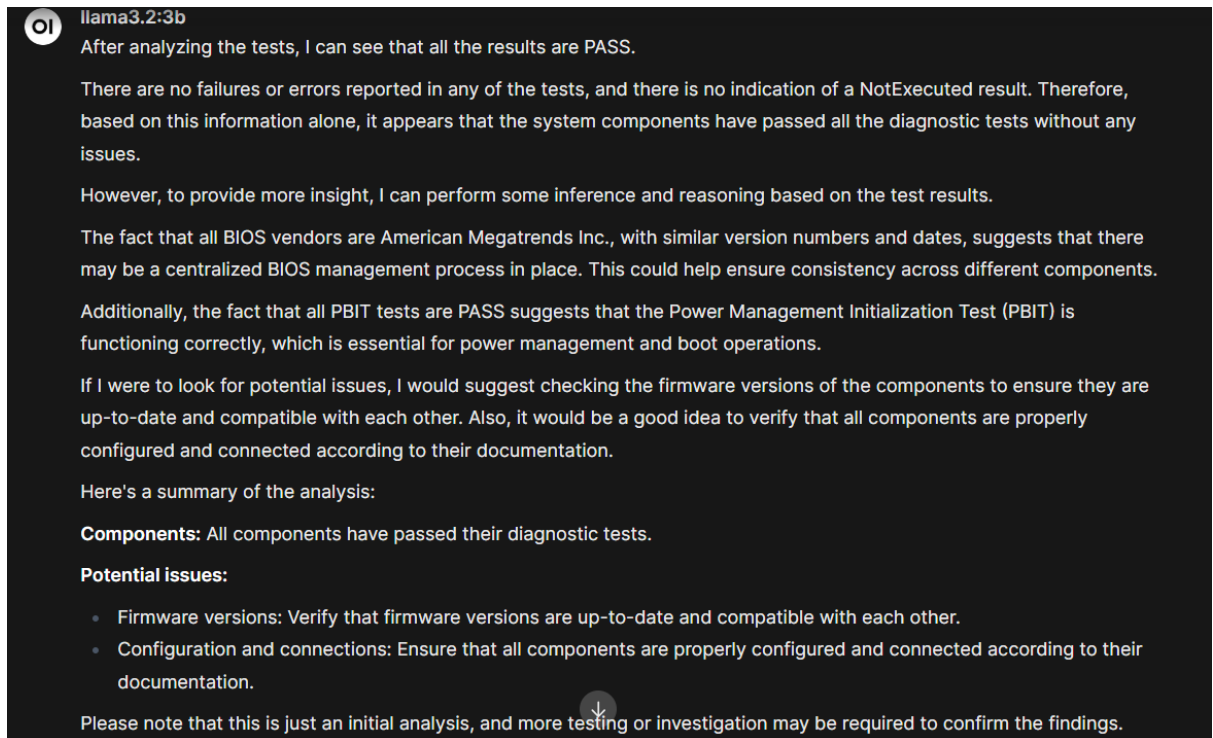 OI
llama3.2:3b
After analyzing the tests, I can see that all the results are PASS.
There are no failures or errors reported in any of the tests, and there is no indication of a NotExecuted result. Therefore,
based on this information alone, it appears that the system components have passed all the diagnostic tests without any
issues.
However, to provide more insight, I can perform some inference and reasoning based on the test results.
The fact that all BIOS vendors are American Megatrends Inc., with similar version numbers and dates, suggests that there
may be a centralized BIOS management process in place. This could help ensure consistency across different components.
Additionally, the fact that all PBIT tests are PASS suggests that the Power Management Initialization Test (PBIT) is
functioning correctly, which is essential for power management and boot operations.
If I were to look for potential issues, I would suggest checking the firmware versions of the components to ensure they are
up-to-date and compatible with each other. Also, it would be a good idea to verify that all components are properly
configured and connected according to their documentation.
Here's a summary of the analysis:
Components: All components have passed their diagnostic tests.
Potential issues:
• Firmware versions: Verify that firmware versions are up-to-date and compatible with each other.
• Configuration and connections: Ensure that all components are properly configured and connected according to their
documentation.
Please note that this is just an initial analysis, and more testing or investigation may be required to confirm the findings.